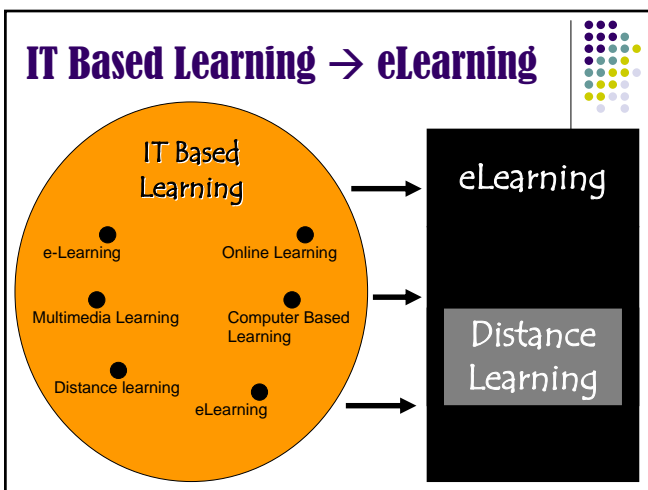 IT Based Learning → eLearning
IT Based
Learning
e-Learning
Online Learning
Multimedia Learning
Computer Based
Learning
Distance learning
eLearning
eLearning
Distance
Learning